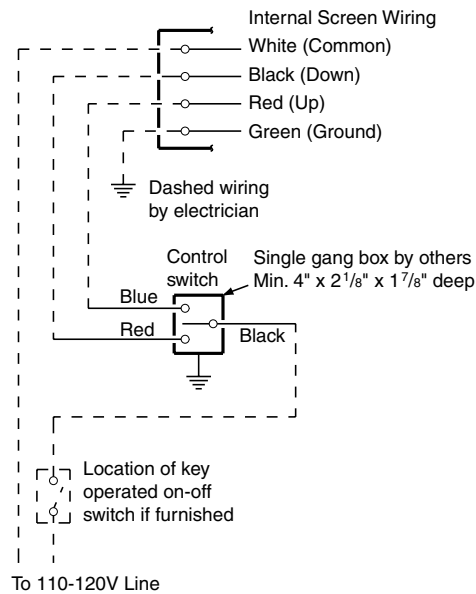 Internal Screen Wiring
White (Common)
Black (Down)
Red (Up)
Green (Ground)
Dashed wiring
by electrician
Control
switch
Single gang box by others
Min. 4" x 2 1/8" x 1 7/8" deep
Blue
Red
Black
Location of key
operated on-off
switch if furnished
To 110-120V Line